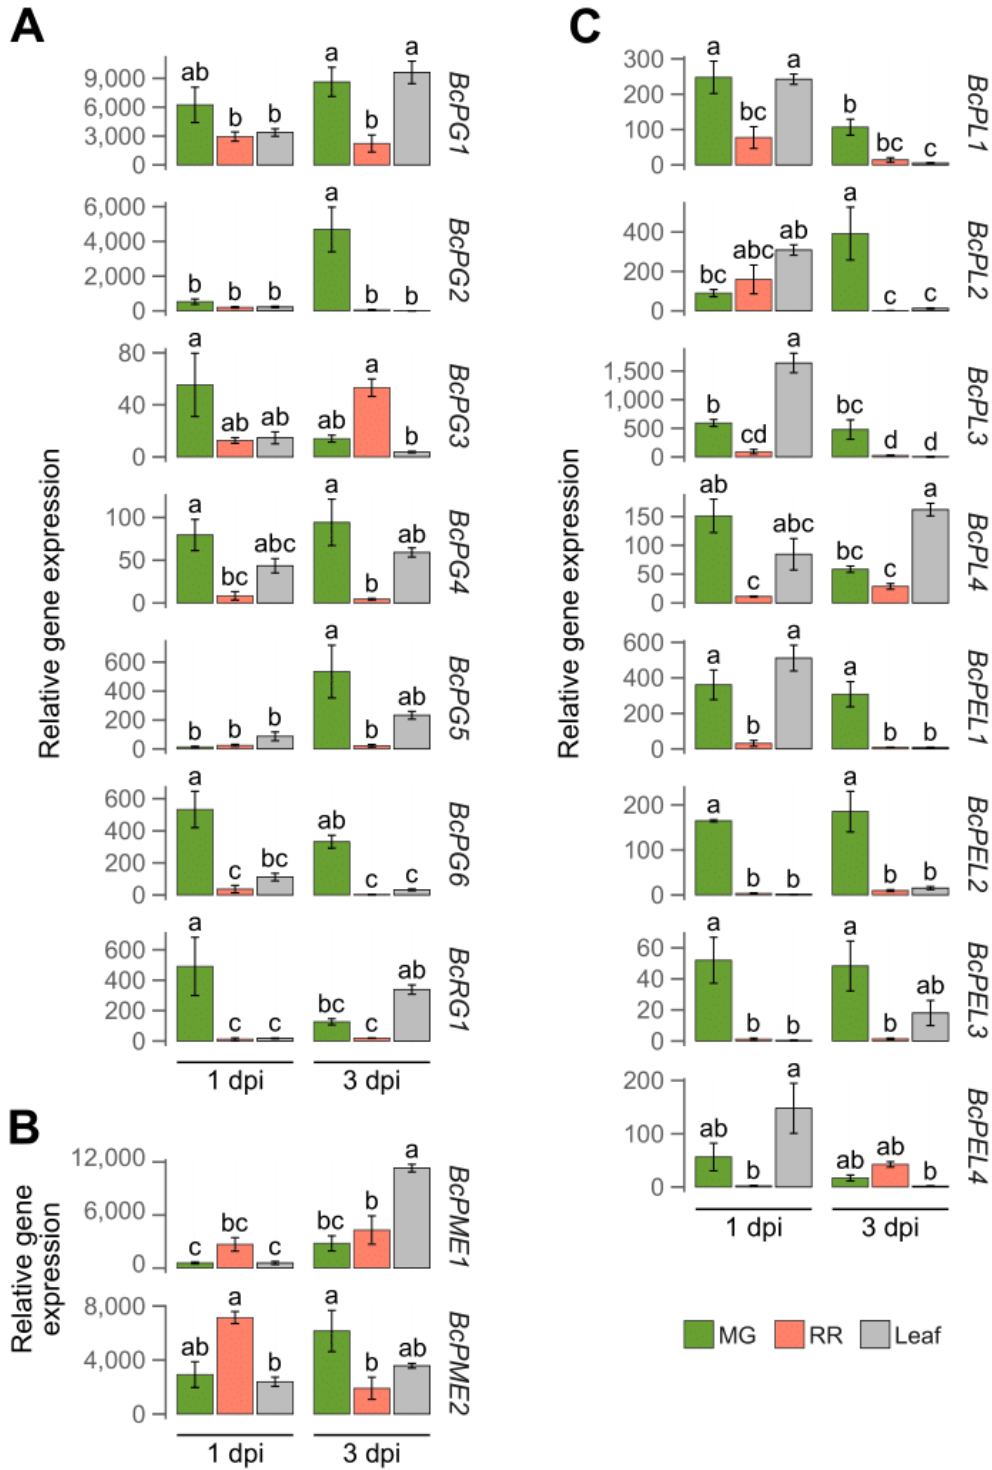 A
Relative gene expression
9,000
6,000
3,000
0
ab b b a b a
BcPG1
6,000
4,000
2,000
0
b b b a b b
BcPG2
80
40
0
a ab ab ab a b
BcPG3
100
50
0
a bc abc a b ab
BcPG4
600
400
200
0
b b b a b ab
BcPG5
600
400
200
0
a c bc ab c c
BcPG6
600
400
200
0
a c c bc c ab
BcRG1
1 dpi 3 dpi
B
Relative gene
expression
12,000
6,000
0
c bc c bc b a
BcPME1
8,000
4,000
0
ab a b a b ab
BcPME2
1 dpi 3 dpi
C
Relative gene expression
300
200
100
0
a bc a b bc c
BcPL1
400
200
0
bc abc ab a c c
BcPL2
1,500
1,000
500
0
b cd a bc d d
BcPL3
150
100
50
0
ab c abc bc c a
BcPL4
600
400
200
0
a b a a b b
BcPEL1
200
100
0
a b b a b b
BcPEL2
60
40
20
0
a b b a b ab
BcPEL3
200
100
0
ab b a ab ab b
BcPEL4
1 dpi 3 dpi
MG RR Leaf